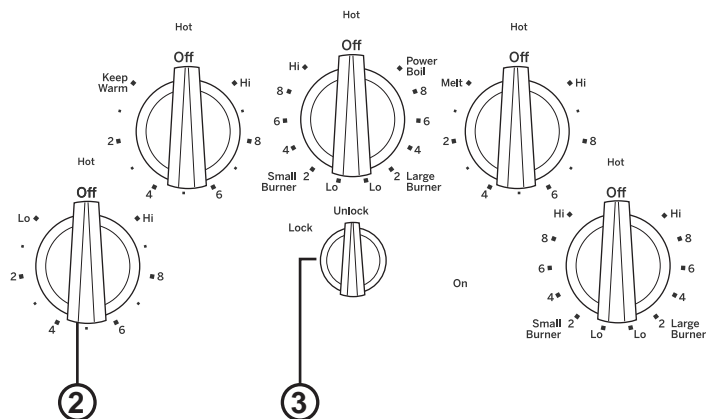 Hot
Off
Keep
Warm
Hi
2
8
4
6
Hot
Off
Hi
Power
Boil
8
8
6
6
4
4
Small
Burner
2
Lo
Lo
2
Large
Burner
Hot
Off
Melt
Hi
2
8
4
6
Hot
Off
Lo
Hi
2
8
4
6
Unlock
Lock
On
Hot
Off
Hi
Hi
8
8
6
6
4
4
Small
Burner
2
Lo
Lo
2
Large
Burner
2
3